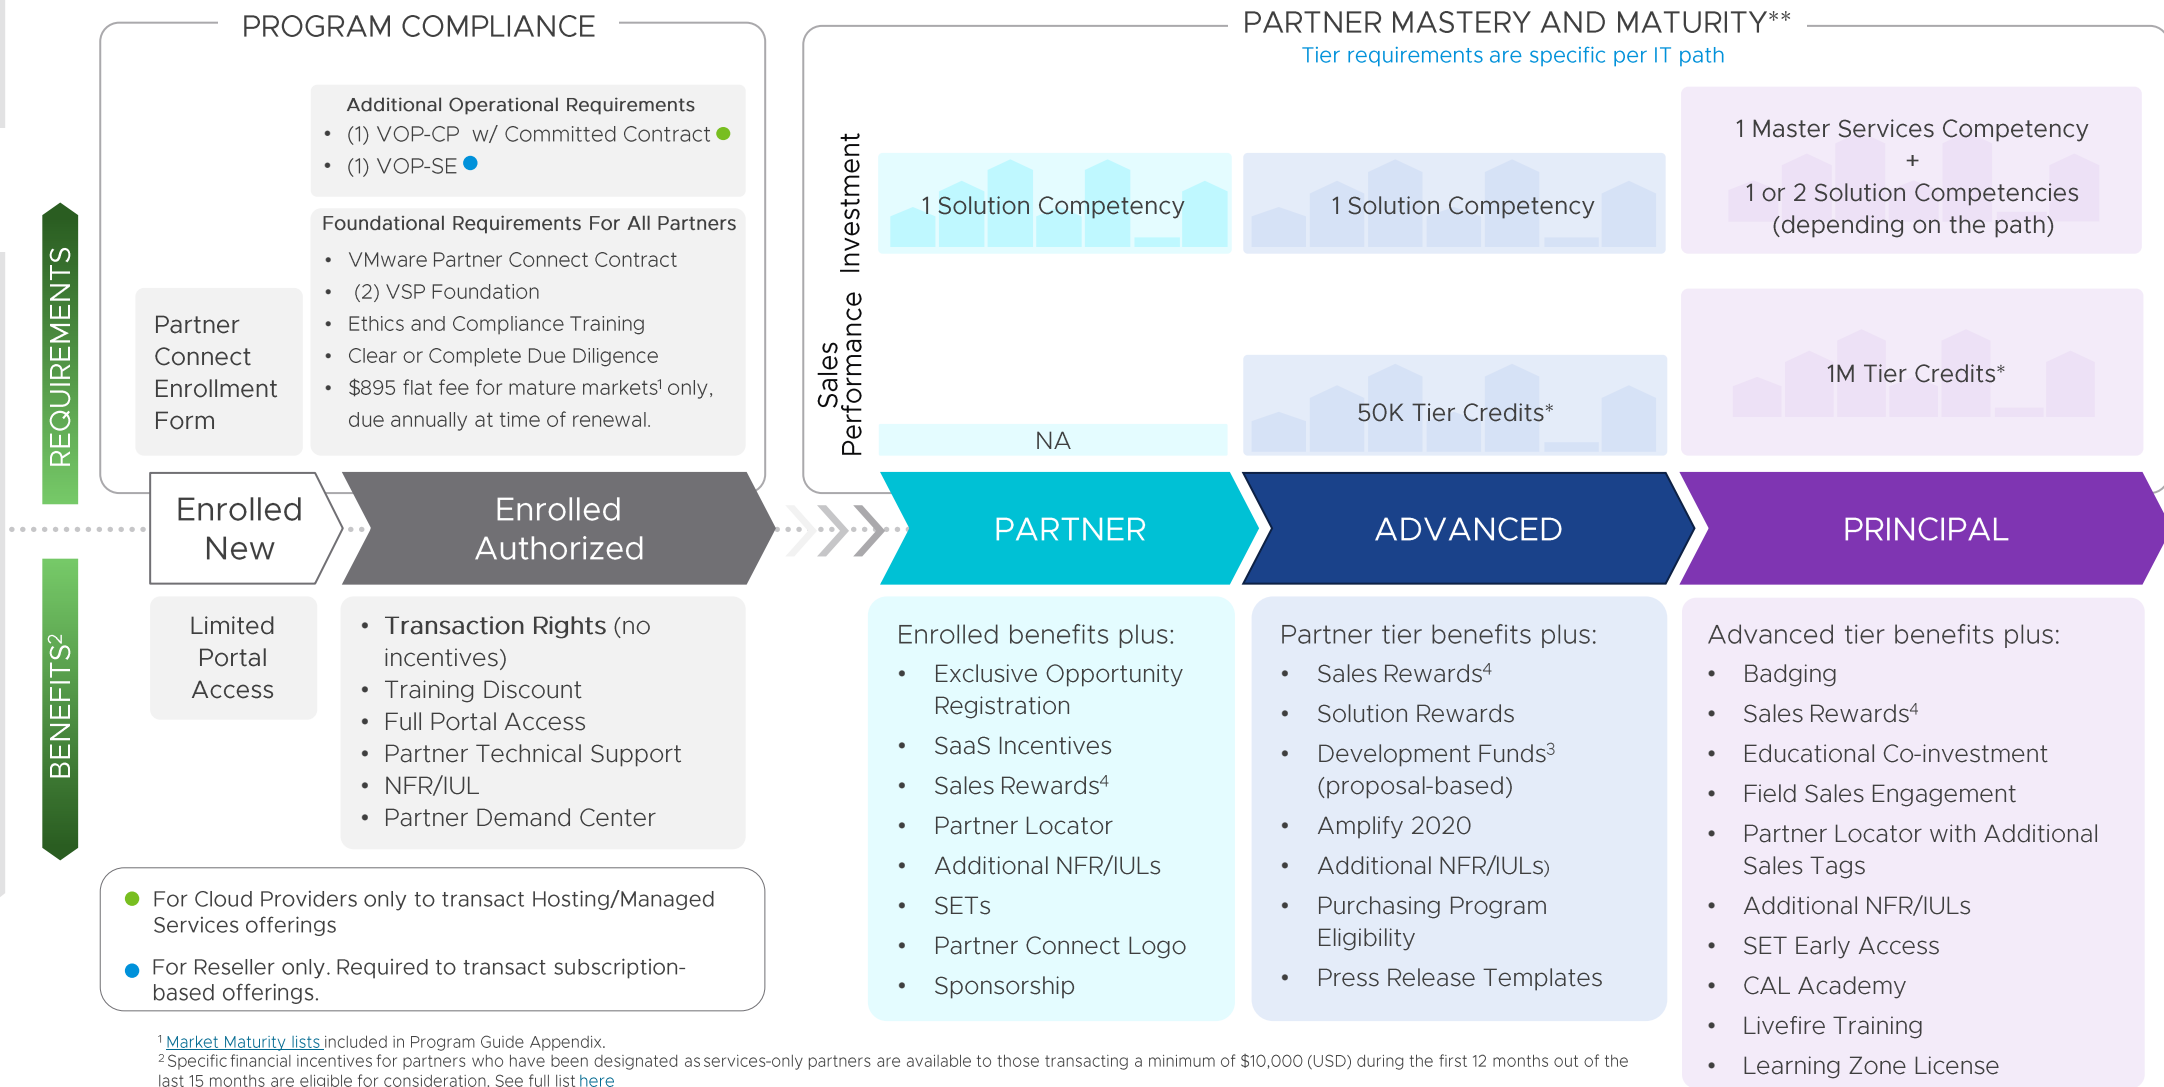 PROGRAM COMPLIANCE
Additional Operational Requirements
• (1) VOP-CP w/ Committed Contract
• (1) VOP-SE
Foundational Requirements For All Partners
• VMware Partner Connect Contract
• (2) VSP Foundation
• Ethics and Compliance Training
• Clear or Complete Due Diligence
• $895 flat fee for mature markets¹ only,
due annually at time of renewal.
Partner
Connect
Enrollment
Form
REQUIREMENTS
Enrolled
New
Enrolled
Authorized
BENEFITS²
Limited
Portal
Access
• Transaction Rights (no
incentives)
• Training Discount
• Full Portal Access
• Partner Technical Support
• NFR/IUL
• Partner Demand Center
For Cloud Providers only to transact Hosting/Managed
Services offerings
For Reseller only. Required to transact subscription-
based offerings.
PARTNER MASTERY AND MATURITY**
Tier requirements are specific per IT path
Investment
1 Solution Competency
1 Solution Competency
1 Master Services Competency
+
1 or 2 Solution Competencies
(depending on the path)
Sales
Performance
NA
50K Tier Credits*
1M Tier Credits*
PARTNER
ADVANCED
PRINCIPAL
Enrolled benefits plus:
• Exclusive Opportunity
Registration
• SaaS Incentives
• Sales Rewards⁴
• Partner Locator
• Additional NFR/IULs
• SETs
• Partner Connect Logo
• Sponsorship
Partner tier benefits plus:
• Sales Rewards⁴
• Solution Rewards
• Development Funds³
(proposal-based)
• Amplify 2020
• Additional NFR/IULs)
• Purchasing Program
Eligibility
• Press Release Templates
Advanced tier benefits plus:
• Badging
• Sales Rewards⁴
• Educational Co-investment
• Field Sales Engagement
• Partner Locator with Additional
Sales Tags
• Additional NFR/IULs
• SET Early Access
• CAL Academy
• Livefire Training
• Learning Zone License
¹ Market Maturity lists included in Program Guide Appendix.
² Specific financial incentives for partners who have been designated as services-only partners are available to those transacting a minimum of $10,000 (USD) during the first 12 months out of the
last 15 months are eligible for consideration. See full list here